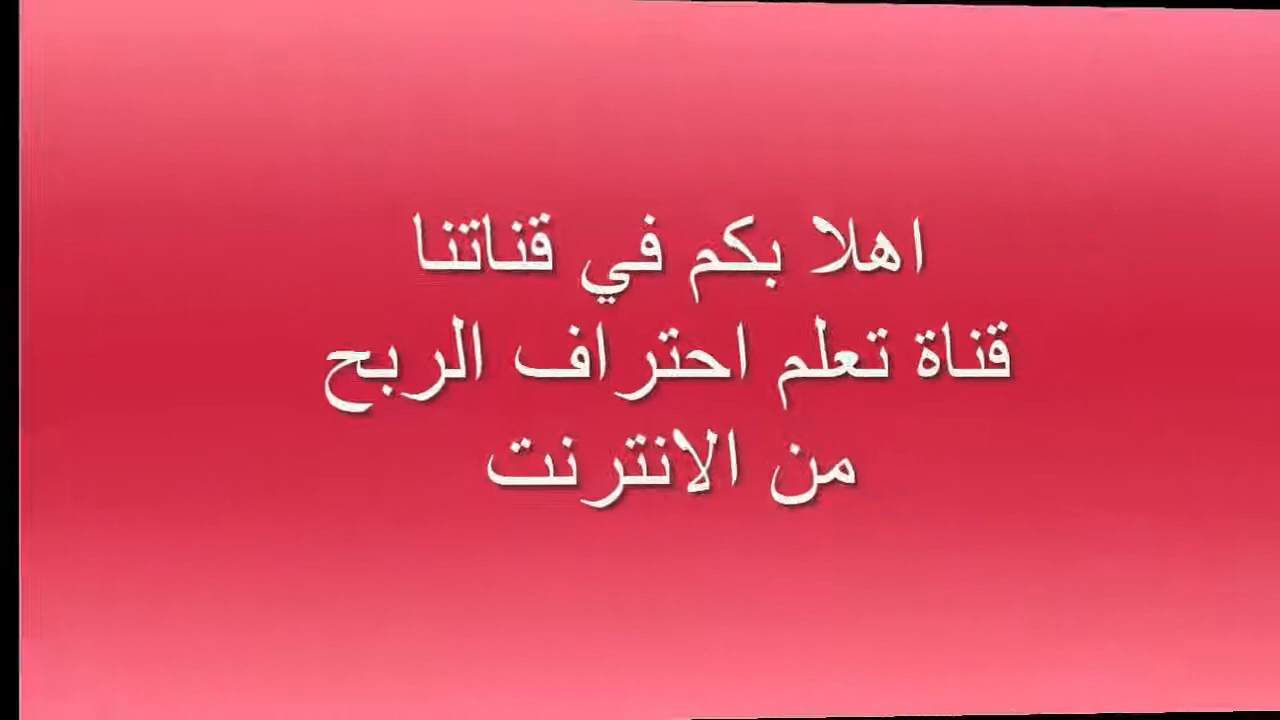 اهلا بكم في قناتنا
قناة تعلم احتراف الربح
من الانترنت